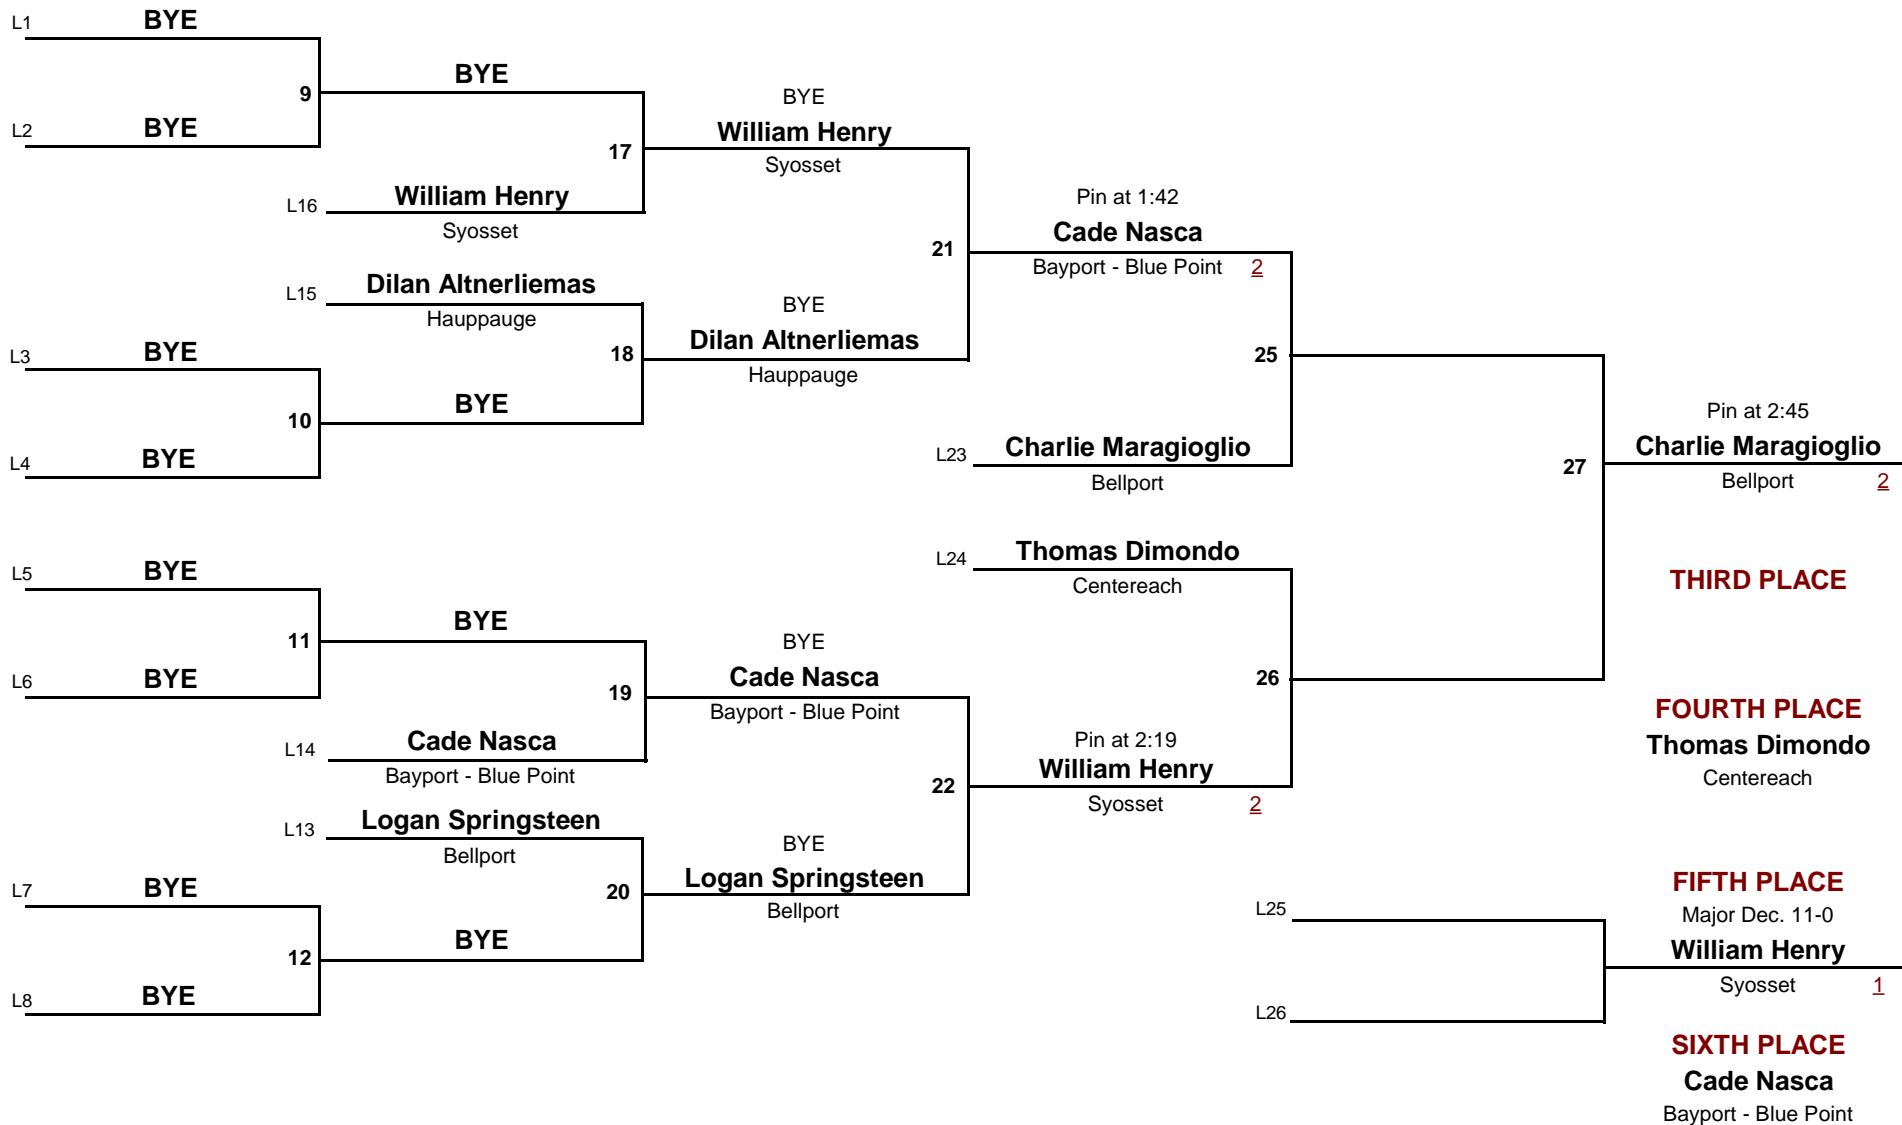 L1 BYE
9
L2 BYE
BYE
17
L16 William Henry
Syosset
BYE
William Henry
Syosset
L15 Dilan Altnerliemas
Hauppauge
L3 BYE
18
10
BYE
L4 BYE
BYE
Dilan Altnerliemas
Hauppauge
21
Pin at 1:42
Cade Nasca
Bayport - Blue Point 2
25
L23 Charlie Maragioglio
Bellport
27
Pin at 2:45
Charlie Maragioglio
Bellport 2
THIRD PLACE
L5 BYE
11
L6 BYE
BYE
19
L14 Cade Nasca
Bayport - Blue Point
BYE
Cade Nasca
Bayport - Blue Point
L13 Logan Springsteen
Bellport
L7 BYE
20
12
BYE
L8 BYE
BYE
Logan Springsteen
Bellport
22
L24 Thomas Dimondo
Centereach
26
Pin at 2:19
William Henry
Syosset 2
FOURTH PLACE
Thomas Dimondo
Centereach
L25
L26
FIFTH PLACE
Major Dec. 11-0
William Henry
Syosset 1
SIXTH PLACE
Cade Nasca
Bayport - Blue Point